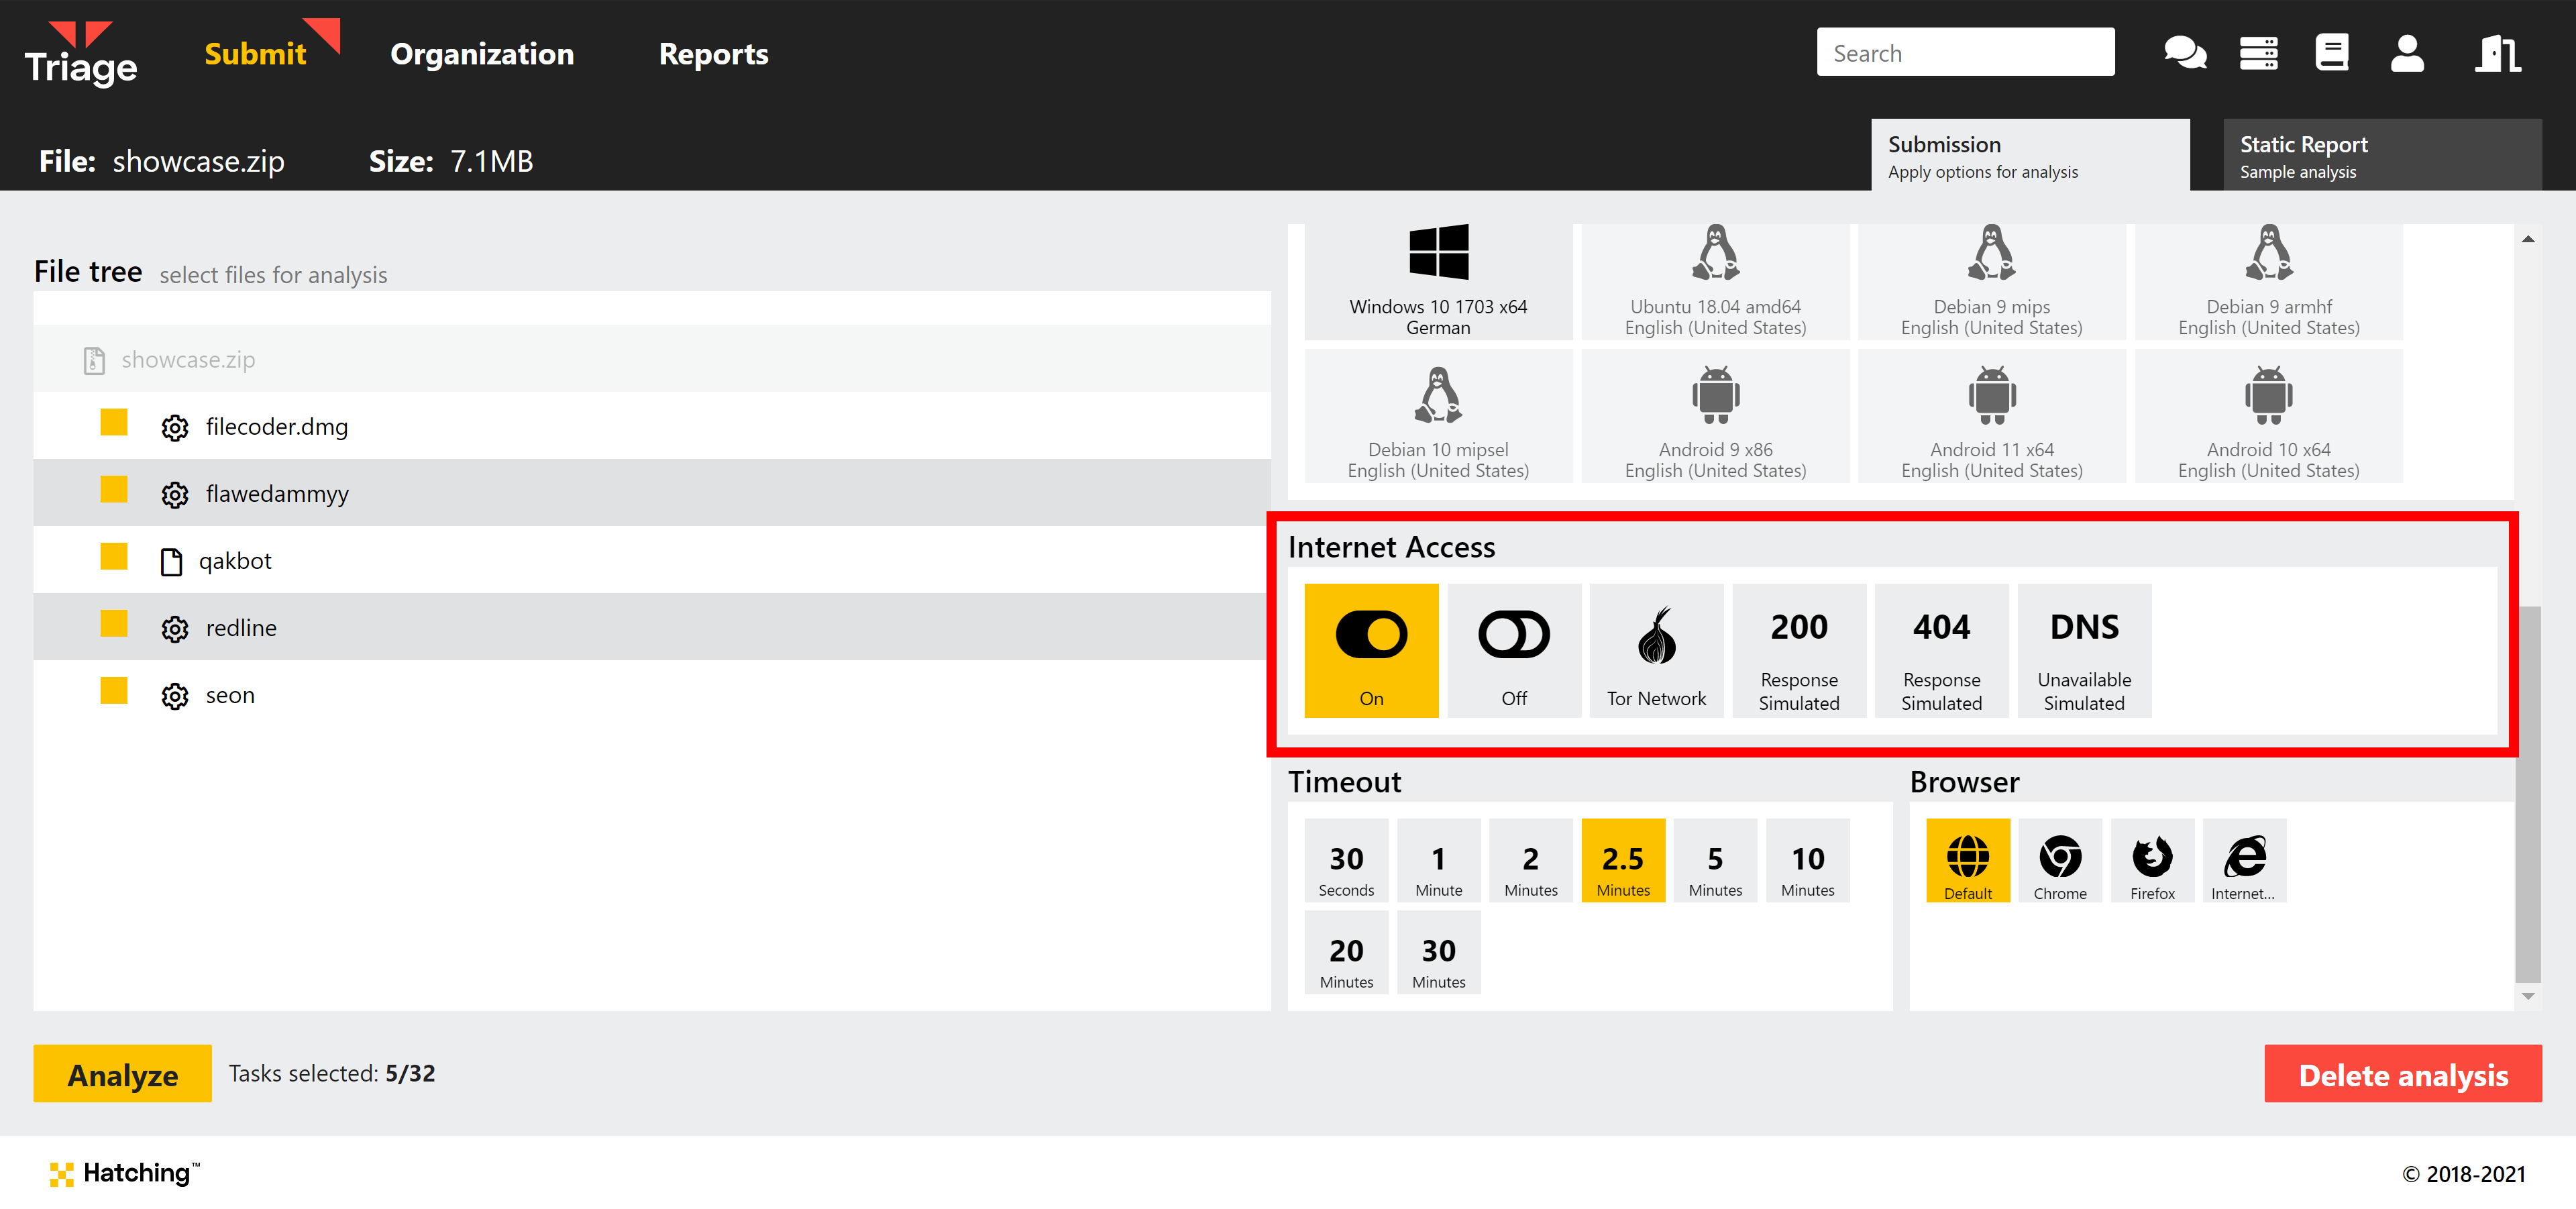 Triage
Submit
Organization
Reports
Search
File: showcase.zip
Size: 7.1MB
Submission
Apply options for analysis
Static Report
Sample analysis
File tree select files for analysis
showcase.zip
filecoder.dmg
flawedammyy
qakbot
redline
seon
Windows 10 1703 x64
German
Ubuntu 18.04 amd64
English (United States)
Debian 9 mips
English (United States)
Debian 9 armhf
English (United States)
Debian 10 mipsel
English (United States)
Android 9 x86
English (United States)
Android 11 x64
English (United States)
Android 10 x64
English (United States)
Internet Access
On
Off
Tor Network
200
Response
Simulated
404
Response
Simulated
DNS
Unavailable
Simulated
Timeout
30
Seconds
1
Minute
2
Minutes
2.5
Minutes
5
Minutes
10
Minutes
20
Minutes
30
Minutes
Browser
Default
Chrome
Firefox
Internet...
Analyze
Tasks selected: 5/32
Delete analysis
Hatching™
© 2018-2021